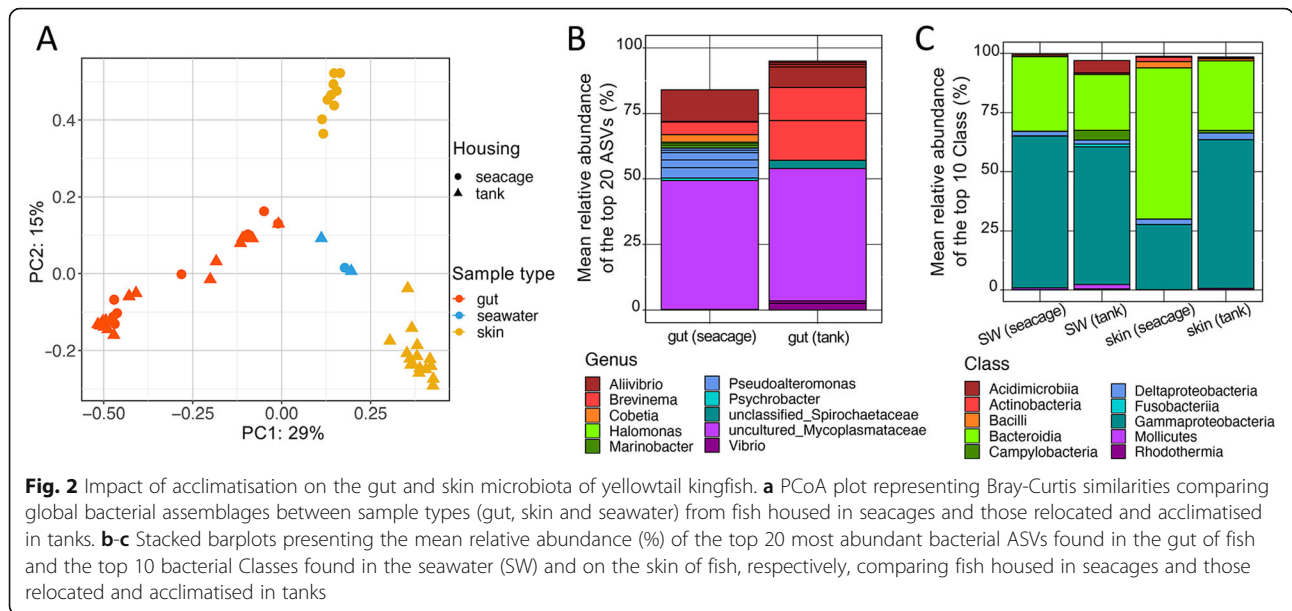 A
PC2: 15%
0.4
0.2
0.0
−0.2
−0.50
−0.25
0.00
0.25
PC1: 29%
Housing
seacage
tank
Sample type
gut
seawater
skin
B
Mean relative abundance
of the top 20 ASVs (%)
100
75
50
25
0
gut (seacage)
gut (tank)
Genus
Aliivibrio
Brevinema
Cobetia
Halomonas
Marinobacter
Pseudoalteromonas
Psychrobacter
unclassified_Spirochaetaceae
uncultured_Mycoplasmataceae
Vibrio
C
Mean relative abundance
of the top 10 Class (%)
100
75
50
25
0
SW (seacage)
SW (tank)
skin (seacage)
skin (tank)
Class
Acidimicrobiia
Actinobacteria
Bacilli
Bacteroidia
Campylobacteria
Deltaproteobacteria
Fusobacteriia
Gammaproteobacteria
Mollicutes
Rhodothermia
Fig. 2 Impact of acclimatisation on the gut and skin microbiota of yellowtail kingfish. a PCoA plot representing Bray-Curtis similarities comparing
global bacterial assemblages between sample types (gut, skin and seawater) from fish housed in seacages and those relocated and acclimatised
in tanks. b-c Stacked barplots presenting the mean relative abundance (%) of the top 20 most abundant bacterial ASVs found in the gut of fish
and the top 10 bacterial Classes found in the seawater (SW) and on the skin of fish, respectively, comparing fish housed in seacages and those
relocated and acclimatised in tanks